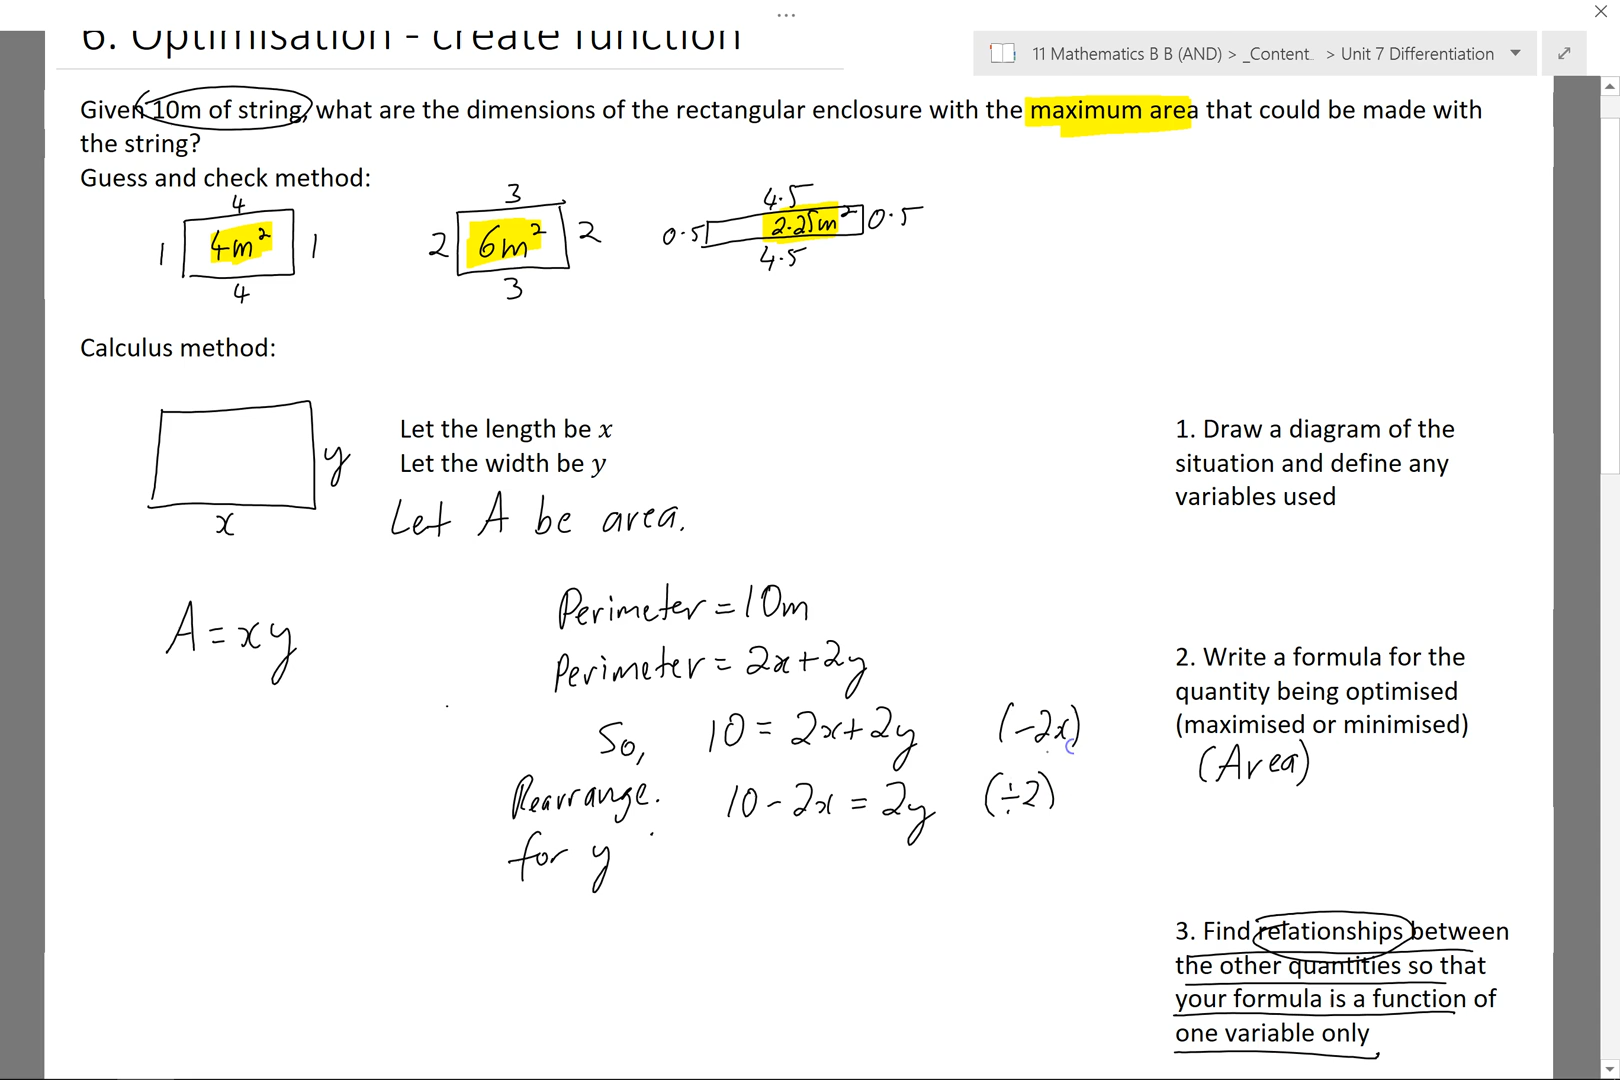 6. Optimisation - create function
11 Mathematics B B (AND) > _Content.. > Unit 7 Differentiation
Given 10m of string, what are the dimensions of the rectangular enclosure with the maximum area that could be made with
the string?
Guess and check method:
4
1 4m² 1
4
3
2 6m² 2
3
4.5
0.5 2.25m² 0.5
4.5
Calculus method:
y
x
Let the length be x
Let the width be y
Let A be area.
1. Draw a diagram of the
situation and define any
variables used
A = xy
Perimeter = 10m
Perimeter = 2x+2y
So, 10 = 2x+2y (-2x)
Rearrange. 10 - 2x = 2y (÷2)
for y
2. Write a formula for the
quantity being optimised
(maximised or minimised)
(Area)
3. Find relationships between
the other quantities so that
your formula is a function of
one variable only